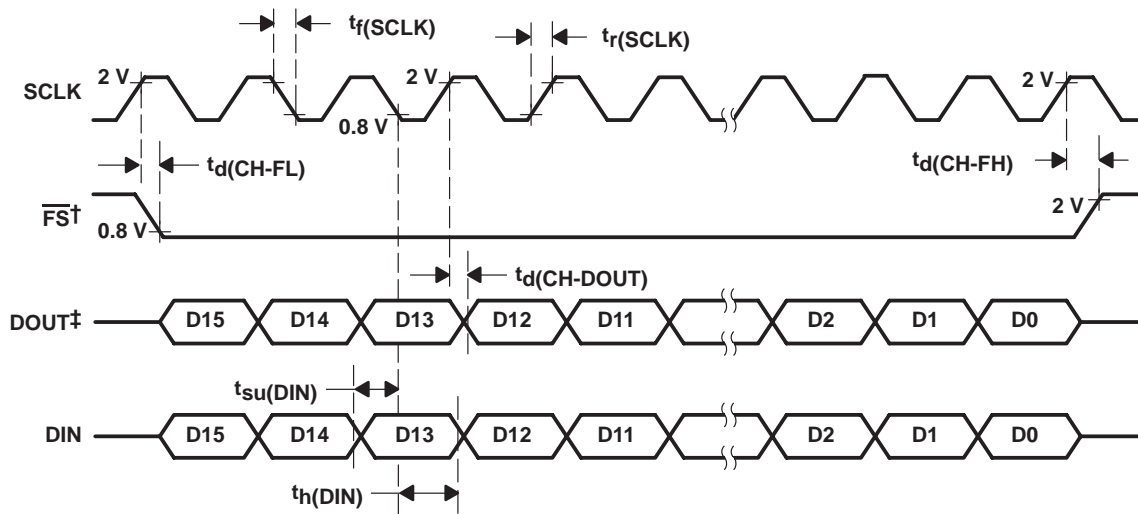 tf(SCLK)
tr(SCLK)
2 V
2 V
2 V
SCLK
0.8 V
td(CH-FL)
td(CH-FH)
FS†
2 V
0.8 V
td(CH-DOUT)
DOUT‡
D15 D14 D13 D12 D11 D2 D1 D0
tsu(DIN)
DIN
D15 D14 D13 D12 D11 D2 D1 D0
th(DIN)